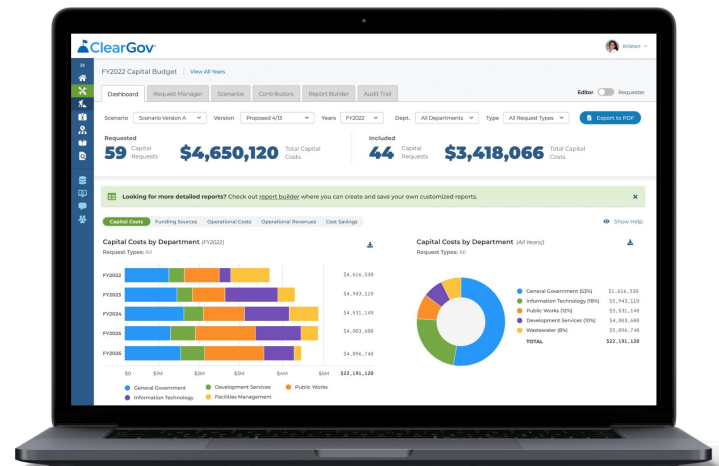 ClearGov
Kristen
FY2022 Capital Budget | View All Years
Dashboard Request Manager Scenarios Contributors Report Builder Audit Trail Editor Requester
Scenario Scenario Version A Version Proposed 4/13 Years FY2022 Dept. All Departments Type All Request Types Export to PDF
Requested Included
59 Capital Requests $4,650,120 Total Capital Costs 44 Capital Requests $3,418,066 Total Capital Costs
Looking for more detailed reports? Check out report builder where you can create and save your own customized reports. x
Capital Costs Funding Sources Operational Costs Operational Revenues Cost Savings Show Help
Capital Costs by Department (FY2022)
Request Types: All
FY2022 $4,616,530
FY2023 $4,943,110
FY2024 $4,531,140
FY2025 $4,003,600
FY2026 $4,096,740
$0 $1M $2M $3M $4M $5M $22,191,120
General Government Development Services Public Works
Information Technology Facilities Management
Capital Costs by Department (All Years))
Request Types: All
General Government (53%) $1,616,530
Information Technology (18%) $5,943,110
Public Works (12%) $5,531,140
Development Services (10%) $4,003,600
Wastewater (8%) $5,096,740
TOTAL $22,191,120